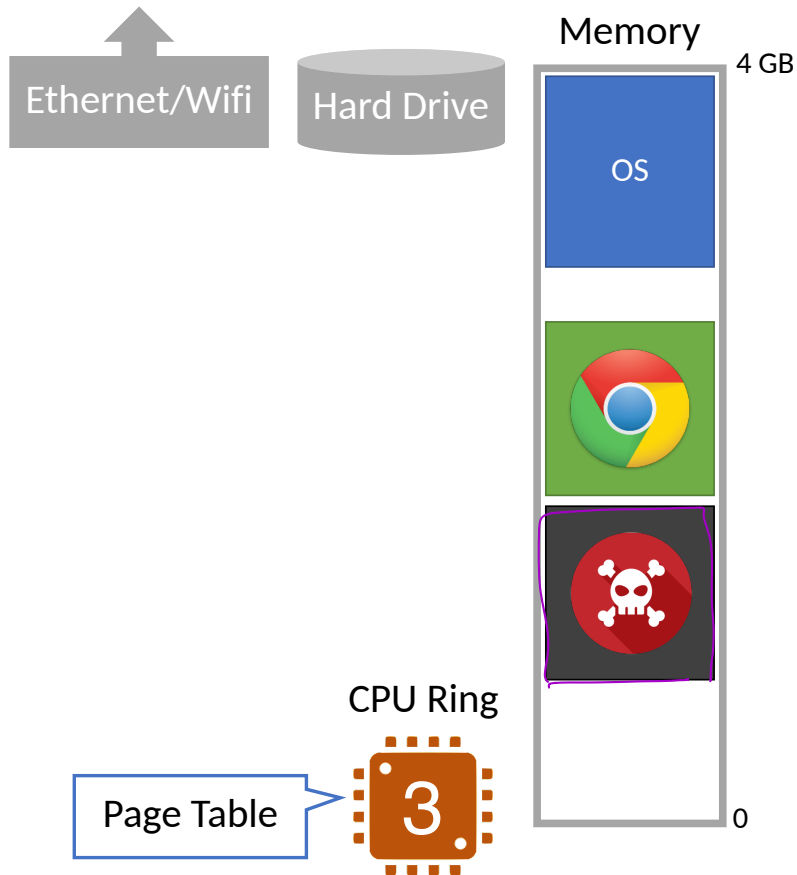 Memory
4 GB
Ethernet/Wifi
Hard Drive
OS
CPU Ring
3
Page Table
0